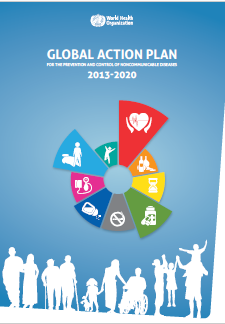 World Health
Organization
GLOBAL ACTION PLAN
FOR THE PREVENTION AND CONTROL OF NONCOMMUNICABLE DISEASES
2013-2020